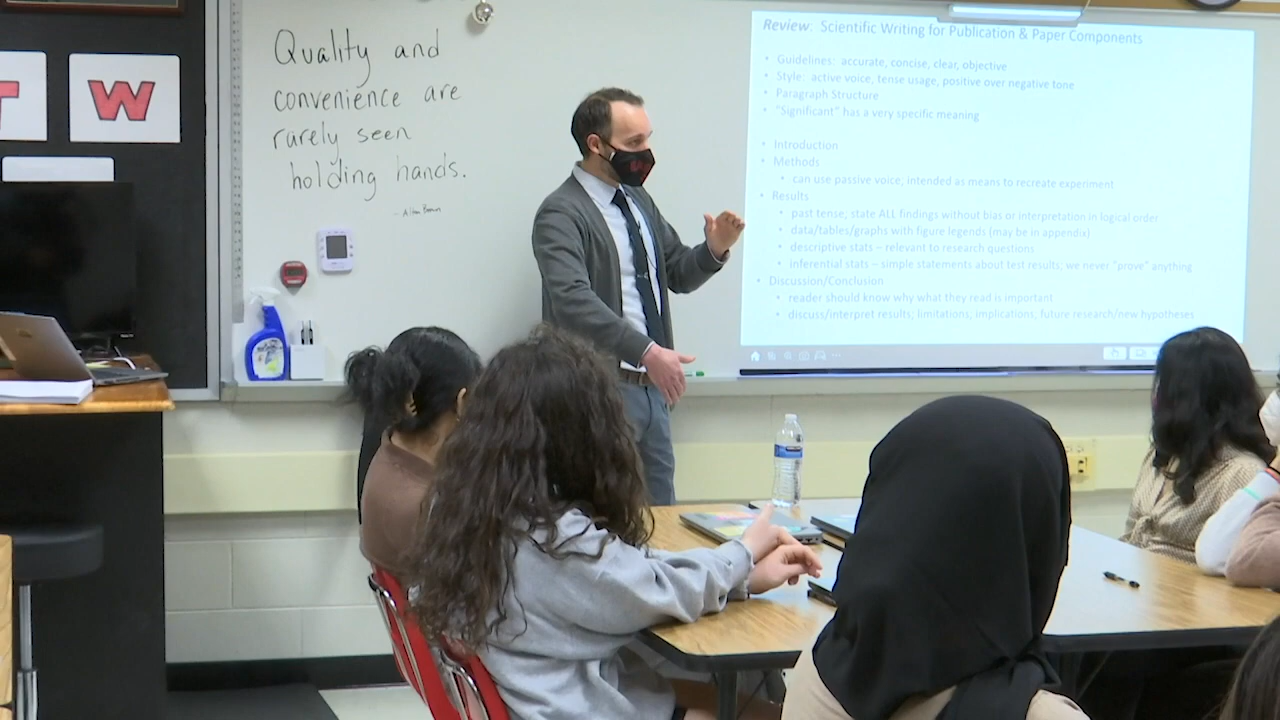 Quality and
convenience are
rarely seen
holding hands.
- Alton Brown
W
Review: Scientific Writing for Publication & Paper Components
• Guidelines: accurate, concise, clear, objective
• Style: active voice, tense usage, positive over negative tone
• Paragraph Structure
• "Significant" has a very specific meaning
• Introduction
• Methods
• can use passive voice; intended as means to recreate experiment
• Results
• past tense; state ALL findings without bias or interpretation in logical order
• data/tables/graphs with figure legends (may be in appendix)
• descriptive stats – relevant to research questions
• inferential stats – simple statements about test results; we never "prove" anything
• Discussion/Conclusion
• reader should know why what they read is important
• discuss/interpret results; limitations; implications, future research/new hypotheses